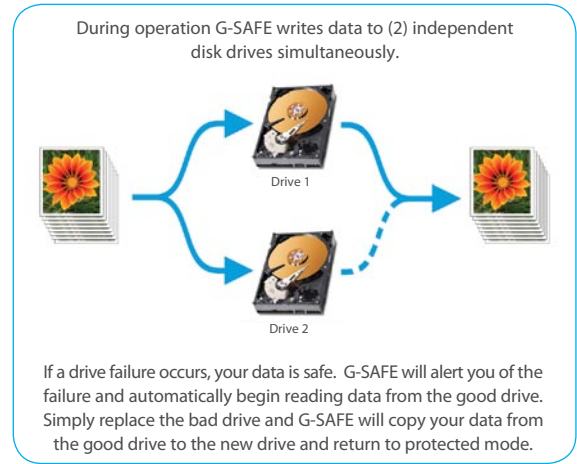 During operation G-SAFE writes data to (2) independent
disk drives simultaneously.
Drive 1
Drive 2
If a drive failure occurs, your data is safe. G-SAFE will alert you of the
failure and automatically begin reading data from the good drive.
Simply replace the bad drive and G-SAFE will copy your data from
the good drive to the new drive and return to protected mode.